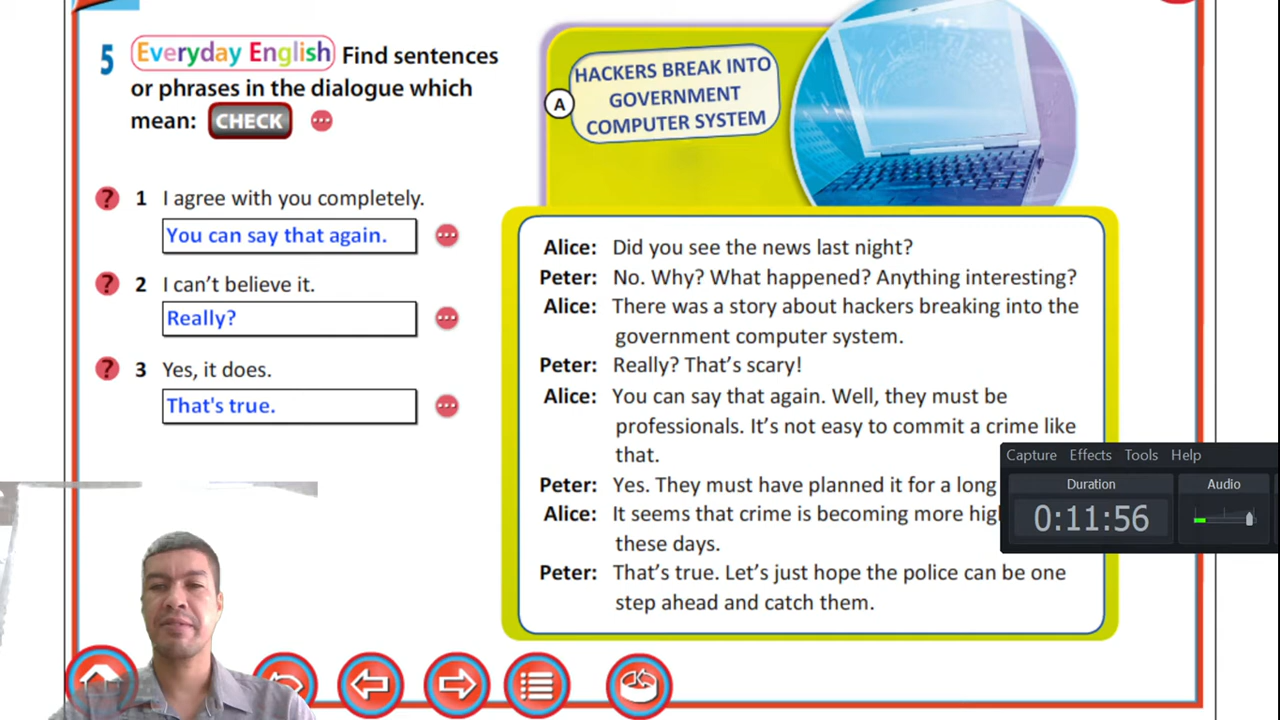 5 Everyday English Find sentences
or phrases in the dialogue which
mean: CHECK
? 1 I agree with you completely.
You can say that again.
? 2 I can't believe it.
Really?
? 3 Yes, it does.
That's true.
A
HACKERS BREAK INTO
GOVERNMENT
COMPUTER SYSTEM
Alice: Did you see the news last night?
Peter: No. Why? What happened? Anything interesting?
Alice: There was a story about hackers breaking into the
government computer system.
Peter: Really? That's scary!
Alice: You can say that again. Well, they must be
professionals. It's not easy to commit a crime like
that.
Peter: Yes. They must have planned it for a long
Alice: It seems that crime is becoming more
these days.
Peter: That's true. Let's just hope the police can be one
step ahead and catch them.
Capture Effects Tools Help
Duration
Audio
0:11:56